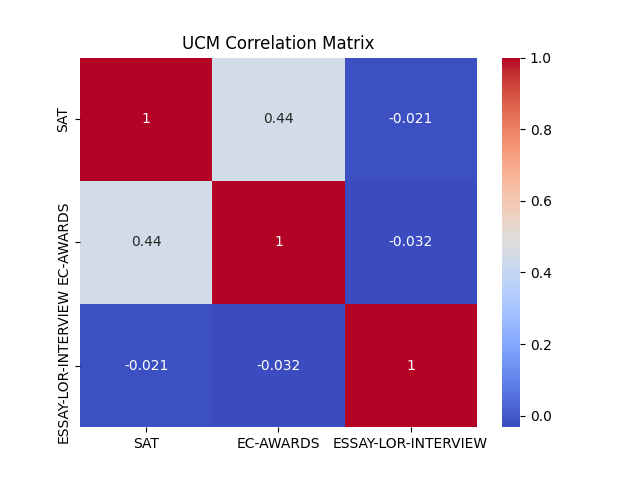 UCM Correlation Matrix
SAT
1
0.44
-0.021
EC-AWARDS
0.44
1
-0.032
ESSAY-LOR-INTERVIEW
-0.021
-0.032
1
SAT
EC-AWARDS
ESSAY-LOR-INTERVIEW
1.0
0.8
0.6
0.4
0.2
0.0